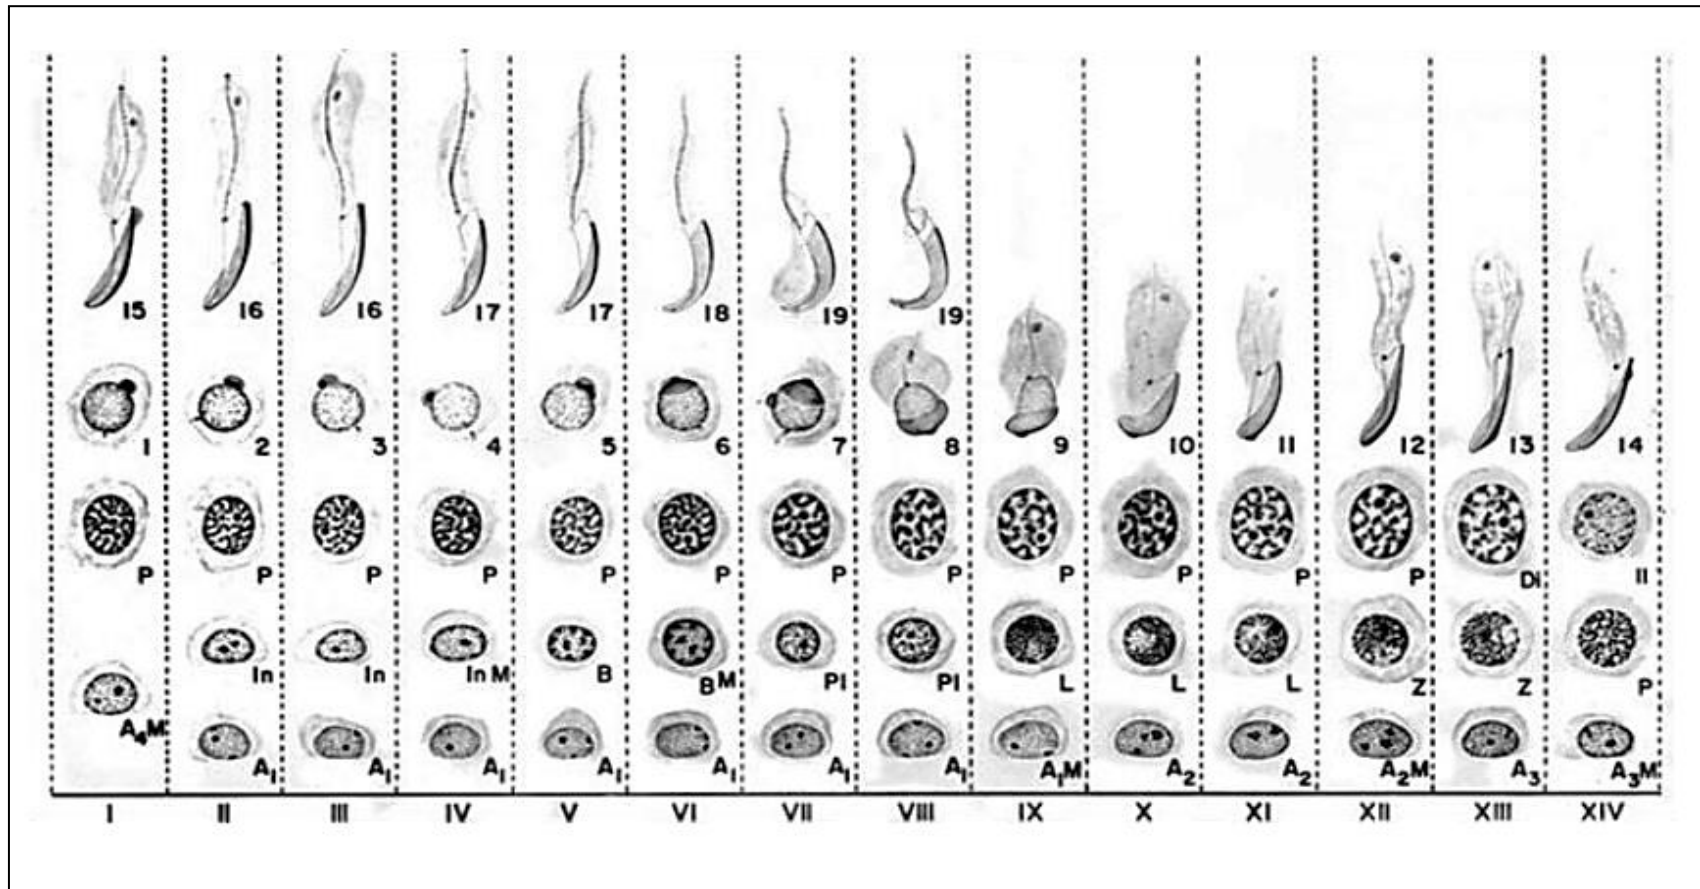 15 16 16 17 17 18 19 19
1 2 3 4 5 6 7 8 9 10 11 12 13 14
P P P P P P P P P P P P Di II
In In In M B B M Pl Pl L L L Z Z P
A4M A1 A1 A1 A1 A1 A1 A1 A1M A2 A2 A2M A3 A3M
I II III IV V VI VII VIII IX X XI XII XIII XIV